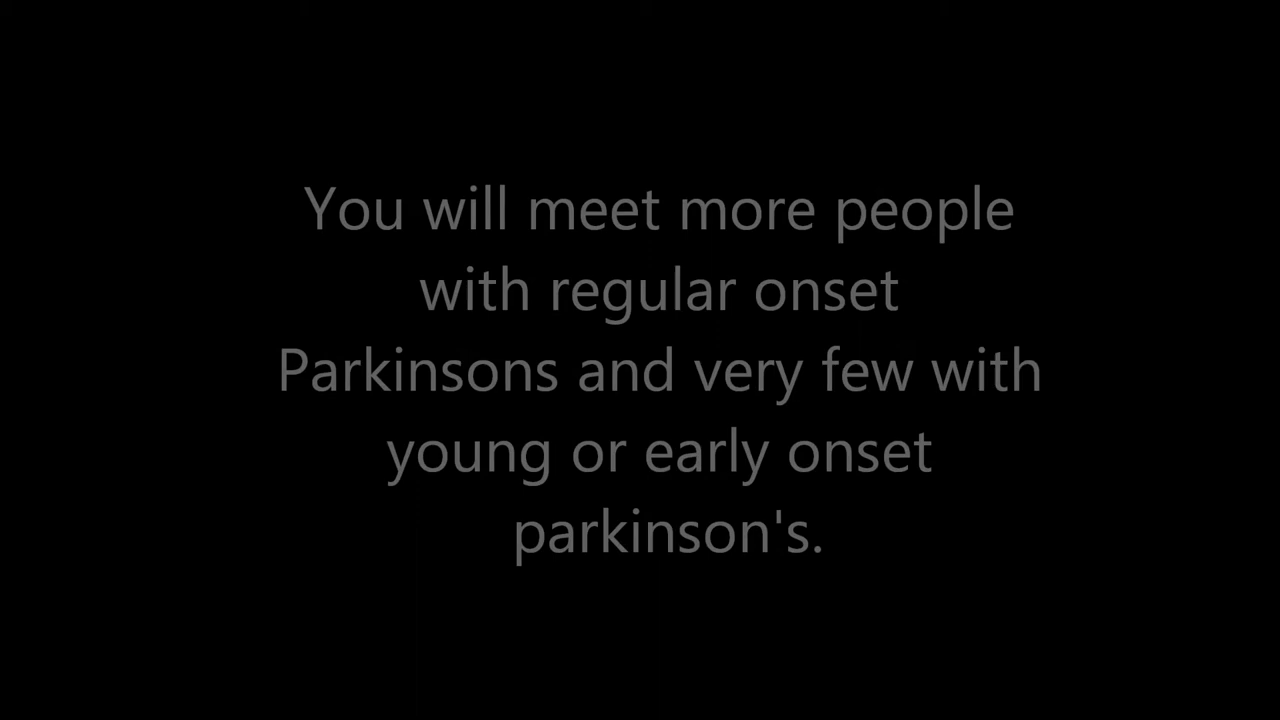 You will meet more people
with regular onset
Parkinsons and very few with
young or early onset
parkinson's.